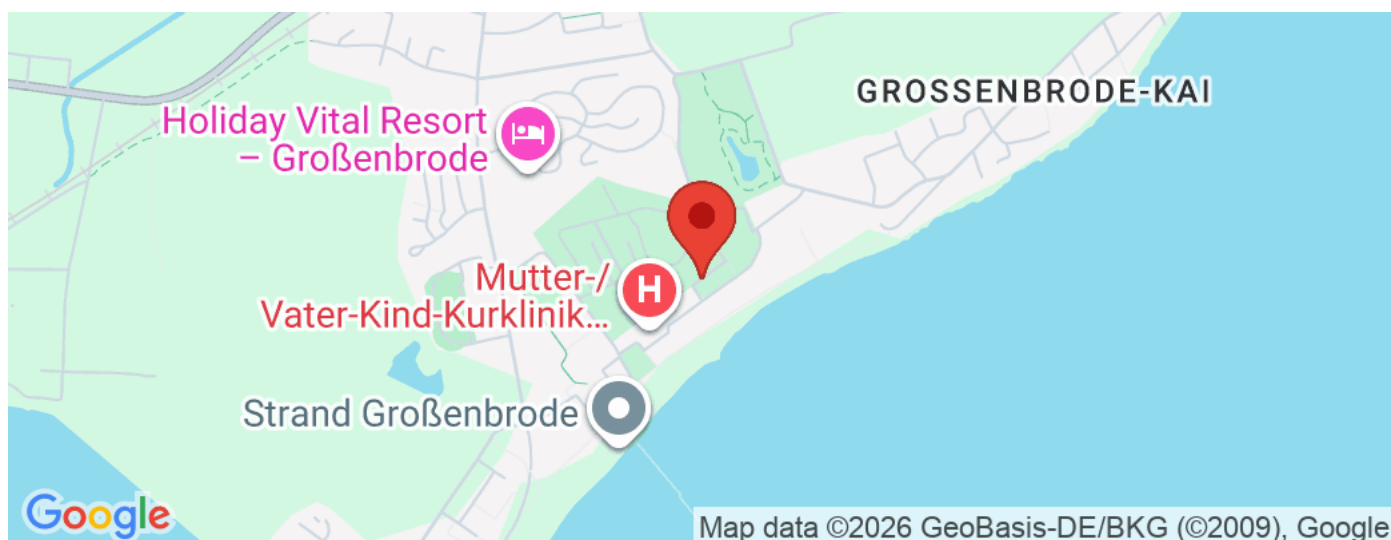 GROSSENBRODE-KAI
Holiday Vital Resort
– Großenbrode
H
Mutter-/
Vater-Kind-Kurklinik...
Strand Großenbrode
Google
Map data ©2026 GeoBasis-DE/BKG (©2009), Google